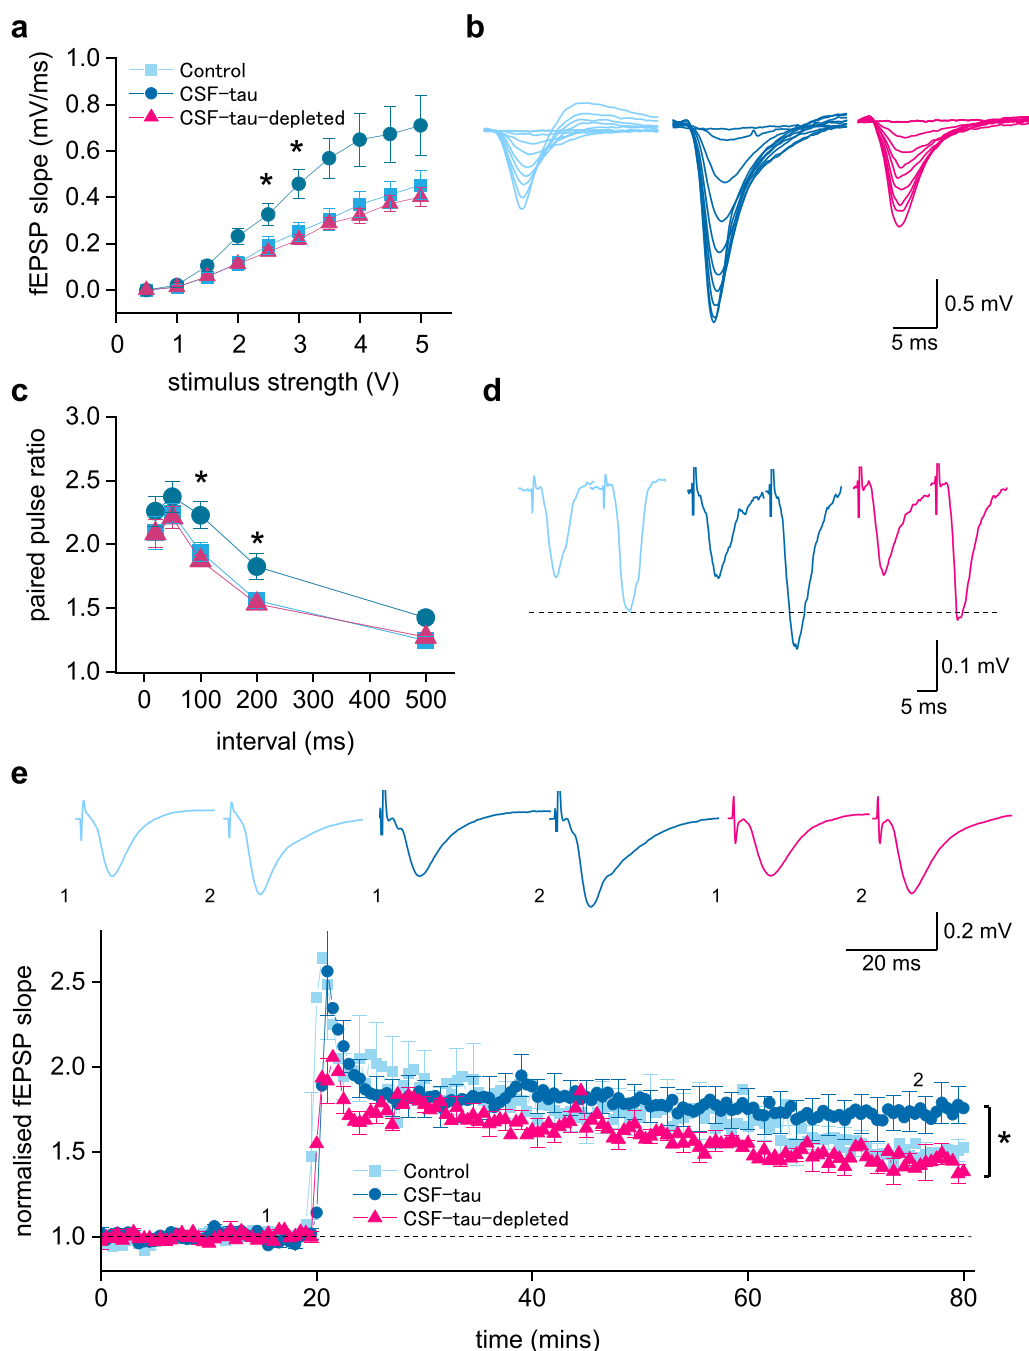 a
fEPSP slope (mV/ms)
1.0
0.8
0.6
0.4
0.2
0.0
Control
CSF-tau
CSF-tau-depleted
*
*
0 1 2 3 4 5
stimulus strength (V)
b
0.5 mV
5 ms
c
paired pulse ratio
3.0
2.5
2.0
1.5
1.0
*
*
0 100 200 300 400 500
interval (ms)
d
0.1 mV
5 ms
e
1 2 1 2 1 2
0.2 mV
20 ms
normalised fEPSP slope
2.5
2.0
1.5
1.0
1
2
*
Control
CSF-tau
CSF-tau-depleted
0 20 40 60 80
time (mins)